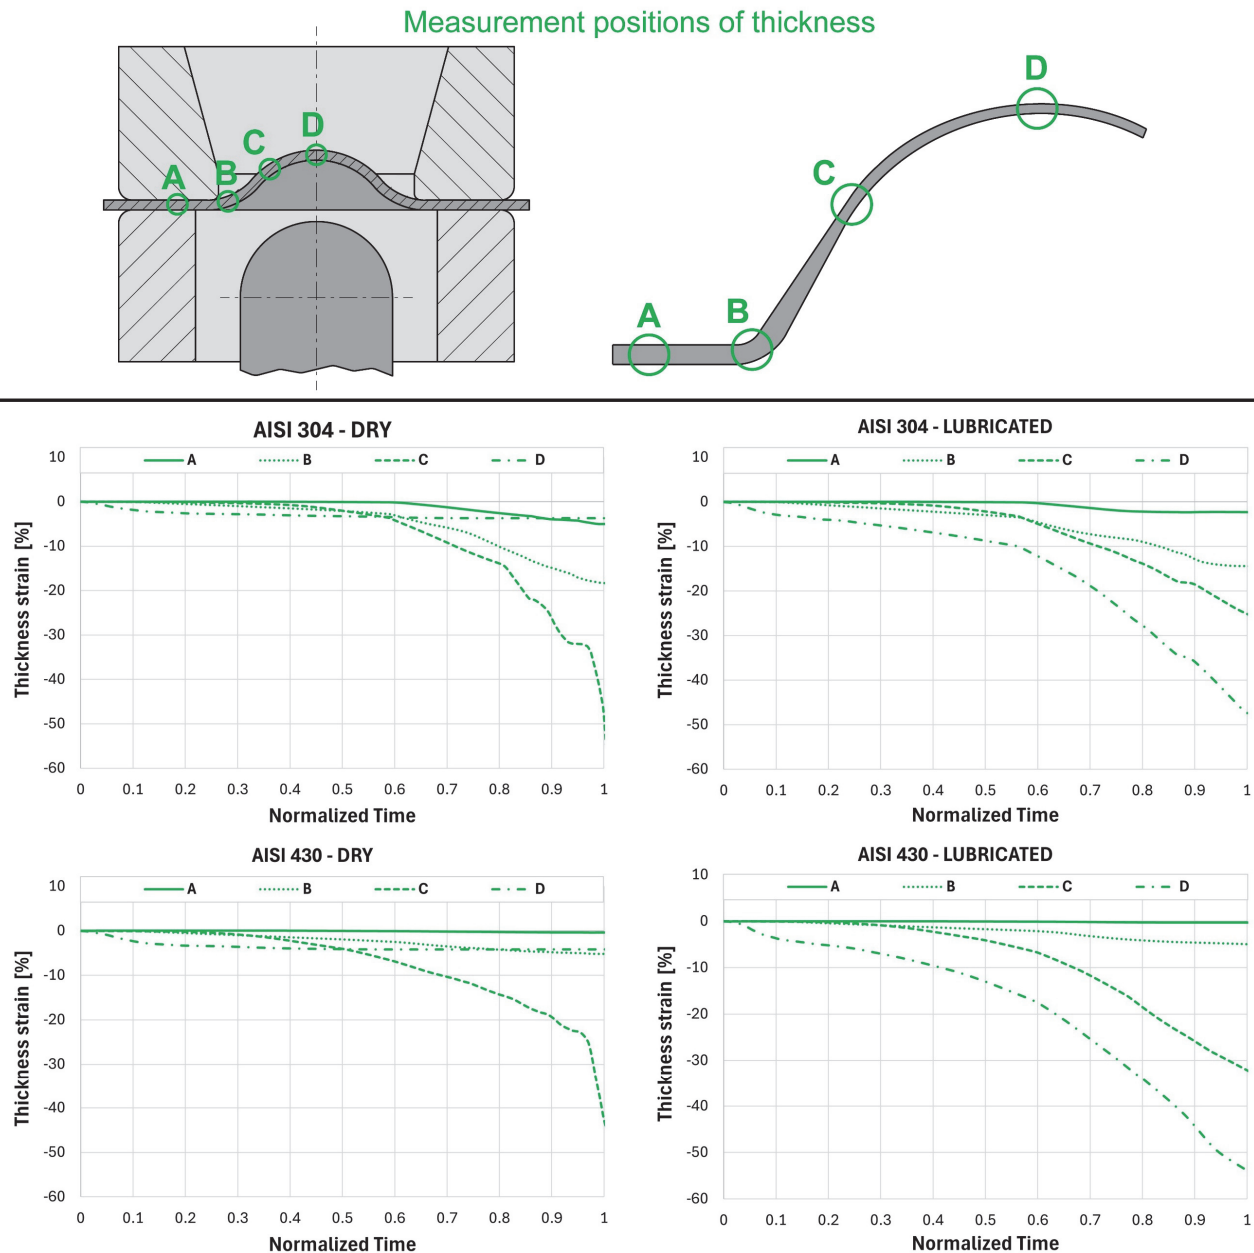 Measurement positions of thickness
A
B
C
D
A
B
C
D
AISI 304 - DRY
A B C D
10
0
-10
-20
-30
-40
-50
-60
Thickness strain [%]
0 0.1 0.2 0.3 0.4 0.5 0.6 0.7 0.8 0.9 1
Normalized Time
AISI 304 - LUBRICATED
A B C D
10
0
-10
-20
-30
-40
-50
-60
Thickness strain [%]
0 0.1 0.2 0.3 0.4 0.5 0.6 0.7 0.8 0.9 1
Normalized Time
AISI 430 - DRY
A B C D
10
0
-10
-20
-30
-40
-50
-60
Thickness strain [%]
0 0.1 0.2 0.3 0.4 0.5 0.6 0.7 0.8 0.9 1
Normalized Time
AISI 430 - LUBRICATED
A B C D
10
0
-10
-20
-30
-40
-50
-60
Thickness strain [%]
0 0.1 0.2 0.3 0.4 0.5 0.6 0.7 0.8 0.9 1
Normalized Time